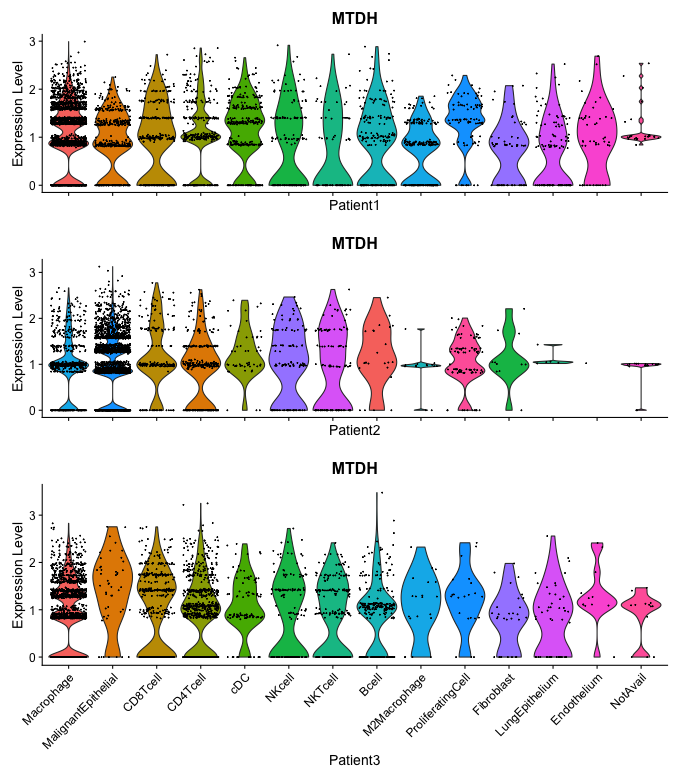 MTDH
Expression Level
3
2
1
0
Patient1
MTDH
Expression Level
3
2
1
0
Patient2
MTDH
Expression Level
3
2
1
0
Macrophage
MalignantEpithelial
CD8Tcell
CD4Tcell
cDC
NKcell
NKTcell
Bcell
M2Macrophage
ProliferatingCell
Fibroblast
LungEpithelium
Endothelium
NotAvail
Patient3